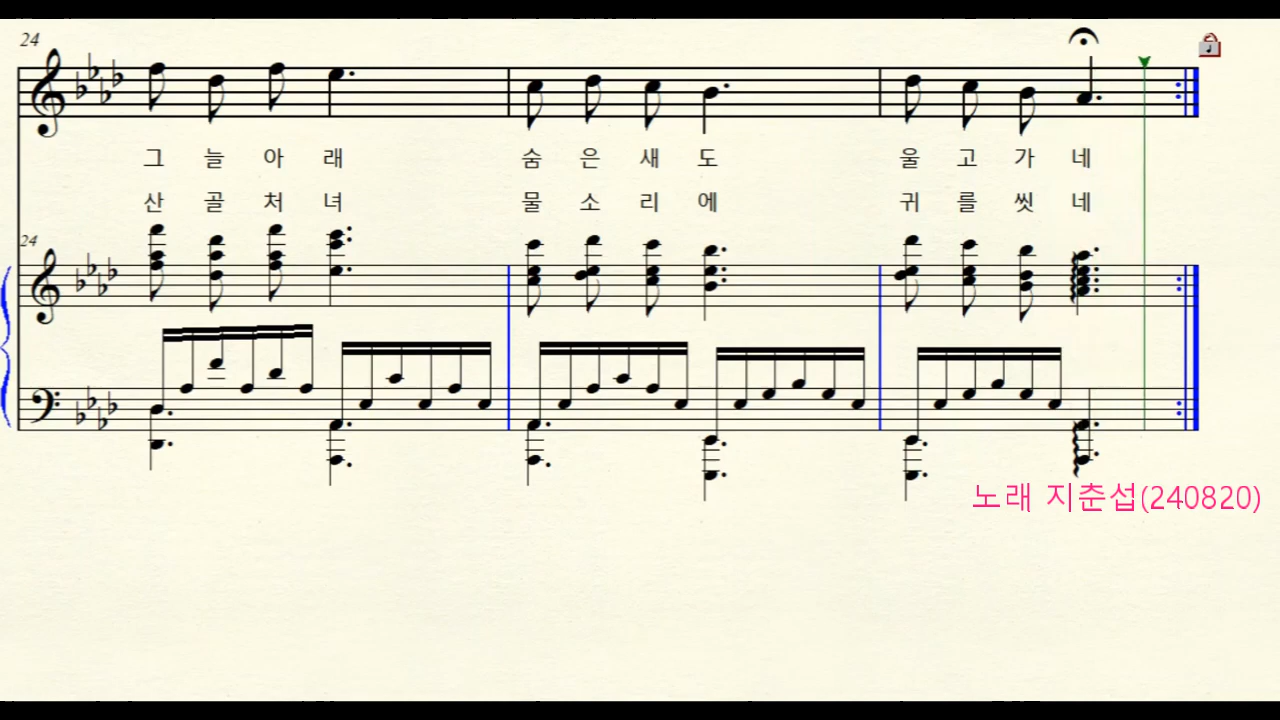 24
그 늘 아 래 숨 은 새 도 울 고 가 네
산 골 처 녀 물 소 리 에 귀 를 씻 네
24
노래 지춘섭(240820)